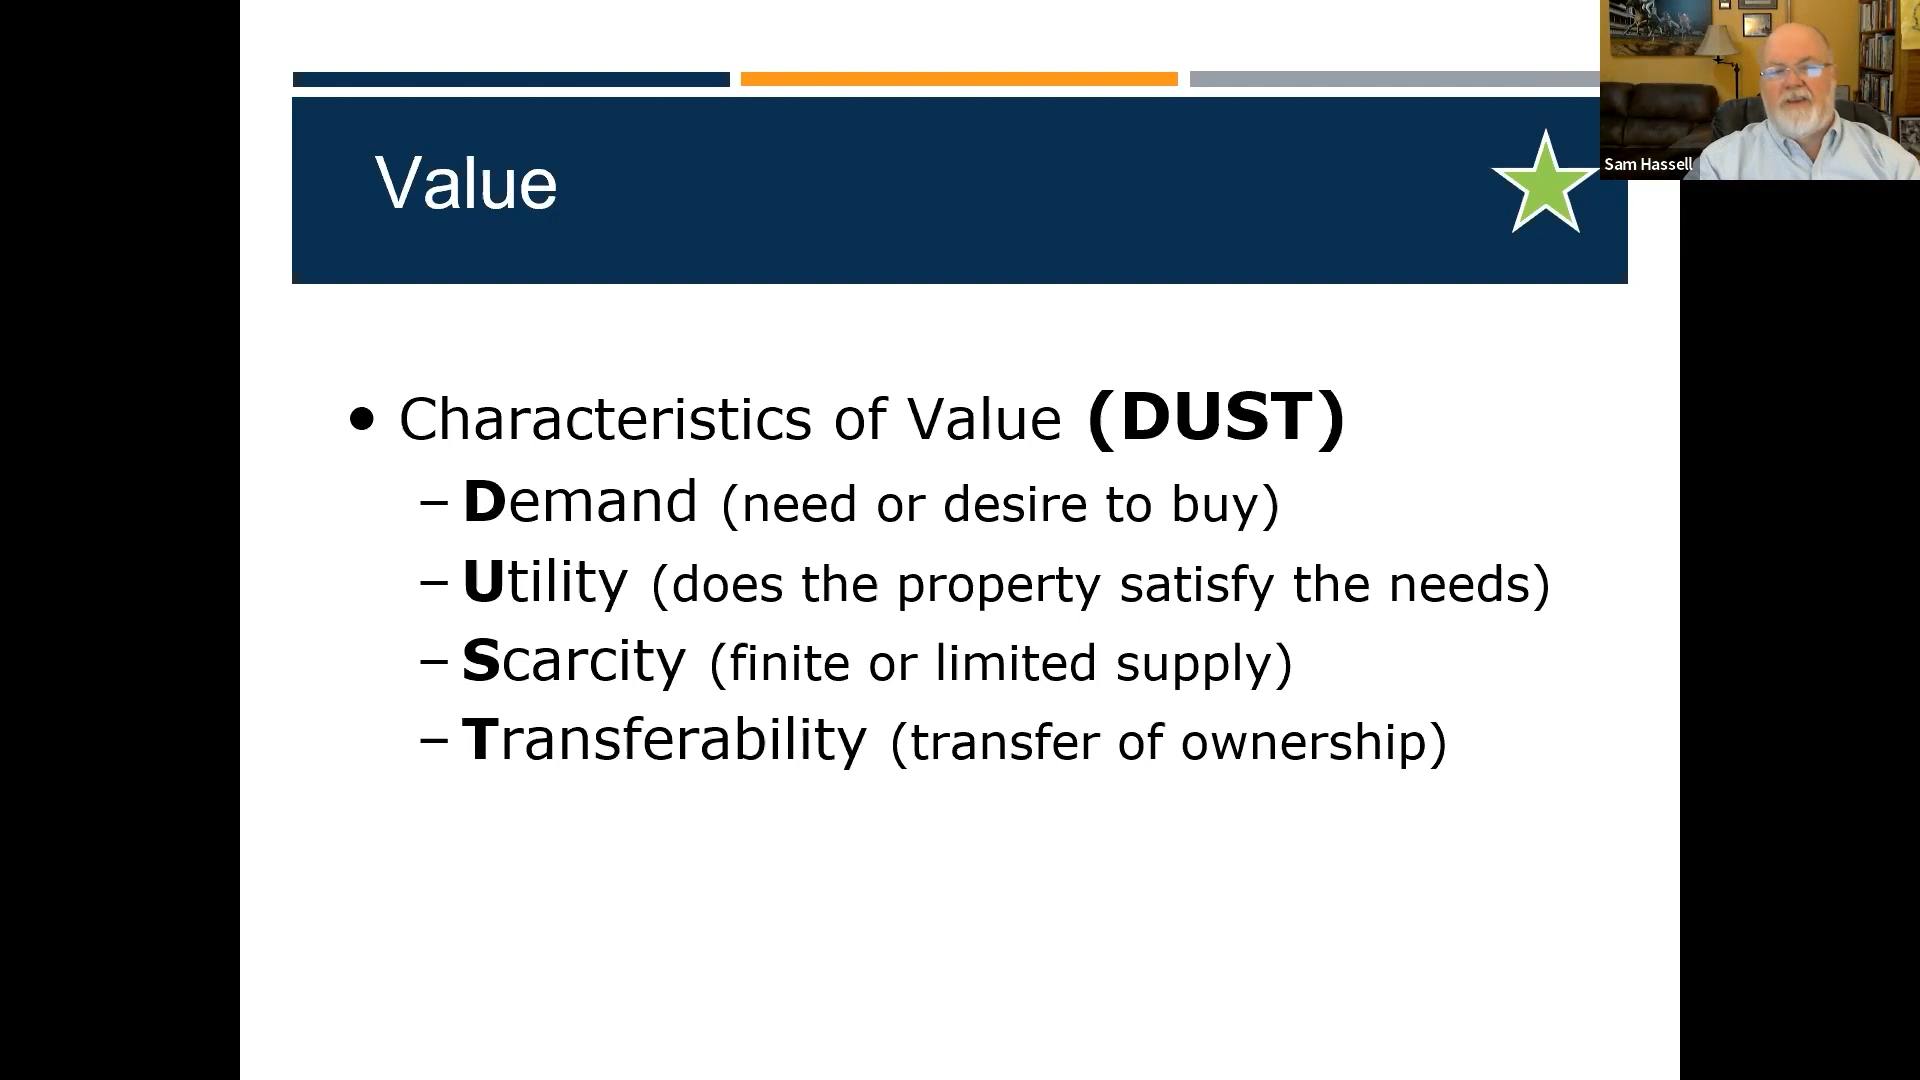 Value
Sam Hassell
• Characteristics of Value (DUST)
– Demand (need or desire to buy)
– Utility (does the property satisfy the needs)
– Scarcity (finite or limited supply)
– Transferability (transfer of ownership)